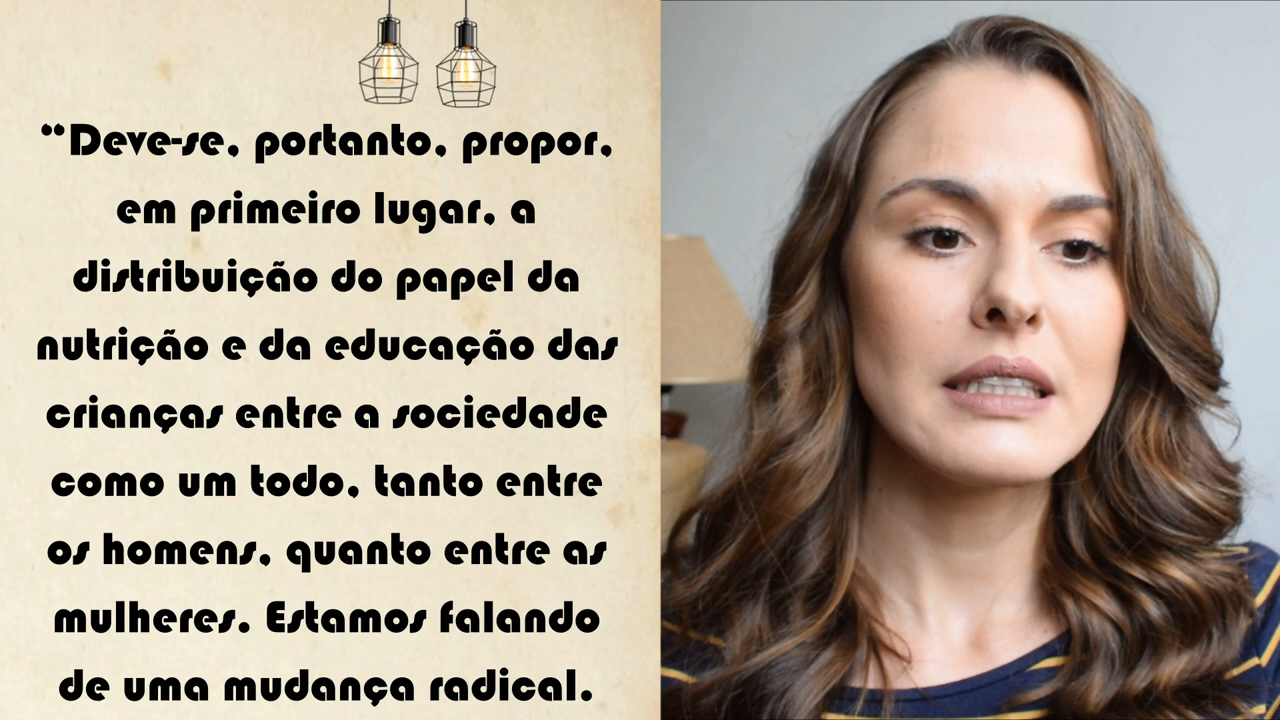 “Deve-se, portanto, propor,
em primeiro lugar, a
distribuição do papel da
nutrição e da educação das
crianças entre a sociedade
como um todo, tanto entre
os homens, quanto entre as
mulheres. Estamos falando
de uma mudança radical.